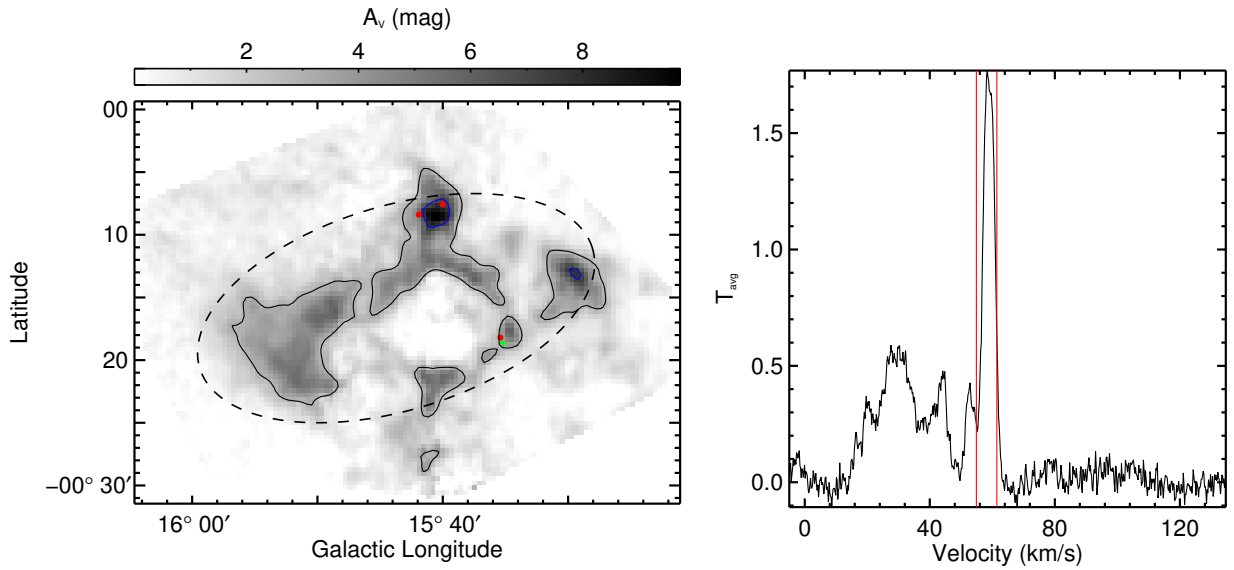 A_v (mag)
2 4 6 8
00
10
20
−00° 30′
Latitude
16° 00′ 15° 40′
Galactic Longitude
1.5
1.0
0.5
0.0
T_avg
0 40 80 120
Velocity (km/s)